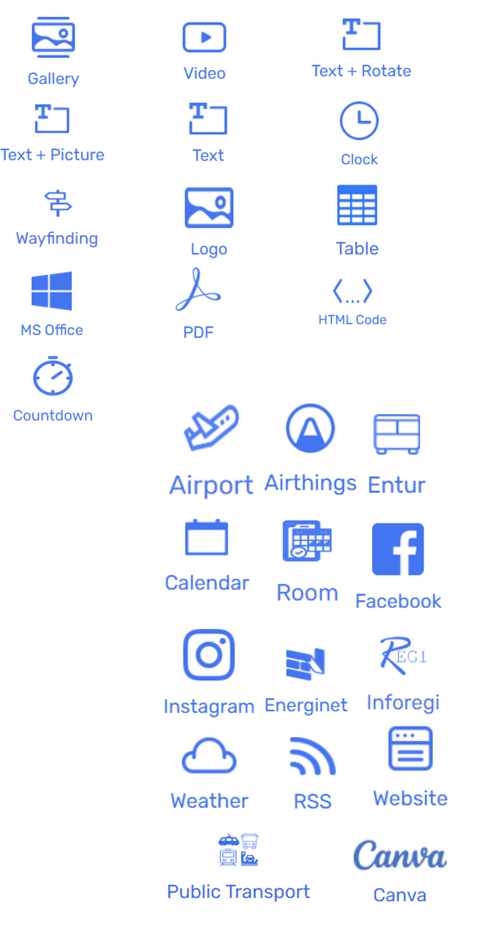 Gallery
Video
T
Text + Rotate
T
Text + Picture
T
Text
Clock
Wayfinding
Logo
Table
MS Office
PDF
<...>
HTML Code
Countdown
Airport
Airthings
Entur
Calendar
Room
f
Facebook
Instagram
Energinet
REGI
Inforegi
Weather
RSS
Website
Public Transport
Canva
Canva